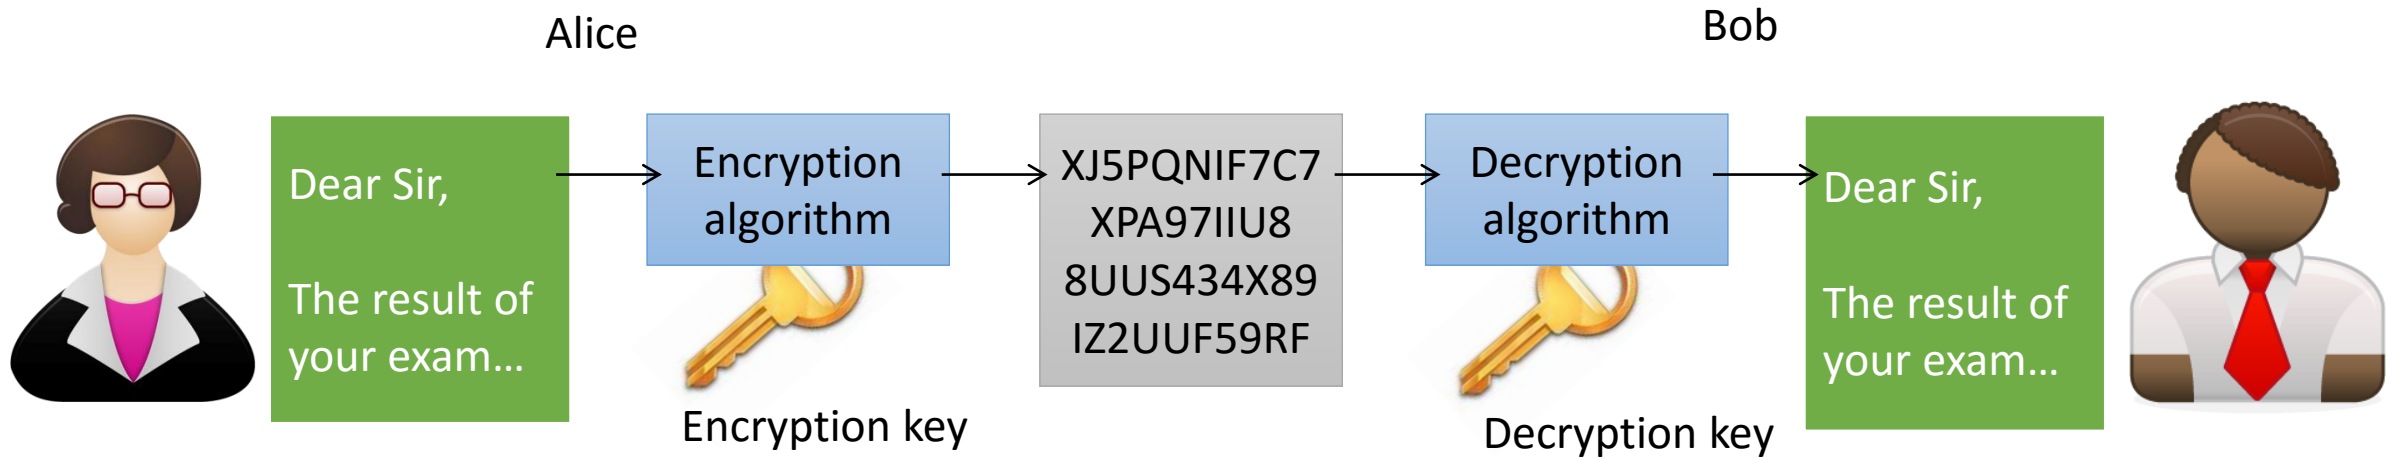 Alice
Bob
Dear Sir,
The result of
your exam...
Encryption
algorithm
Encryption key
XJ5PQNIF7C7
XPA97IIU8
8UUS434X89
IZ2UUF59RF
Decryption
algorithm
Decryption key
Dear Sir,
The result of
your exam...